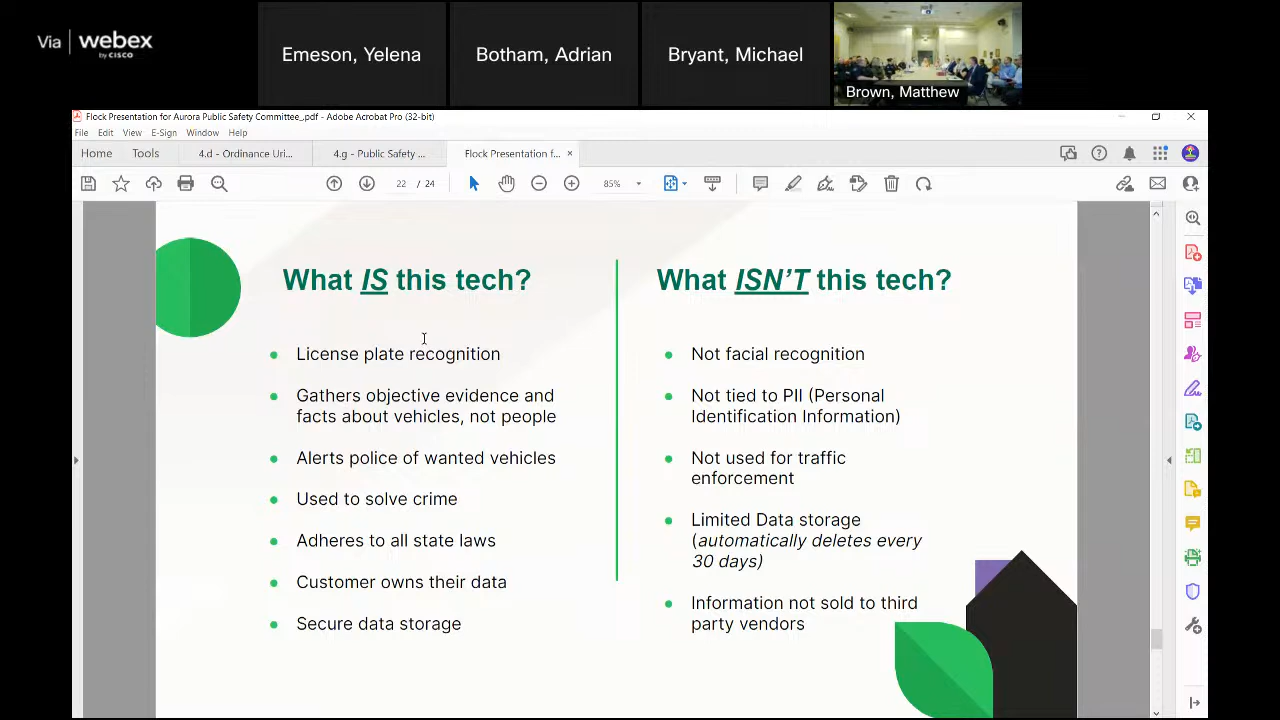 Via webex
by CISCO
Emeson, Yelena
Botham, Adrian
Bryant, Michael
Brown, Matthew
Flock Presentation for Aurora Public Safety Committee_.pdf - Adobe Acrobat Pro (32-bit)
File Edit View E-Sign Window Help
Home Tools 4.d - Ordinance Uri... 4.g - Public Safety ... Flock Presentation f... ×
22 / 24 85%
What IS this tech?
License plate recognition
Gathers objective evidence and
facts about vehicles, not people
Alerts police of wanted vehicles
Used to solve crime
Adheres to all state laws
Customer owns their data
Secure data storage
What ISN'T this tech?
Not facial recognition
Not tied to PII (Personal
Identification Information)
Not used for traffic
enforcement
Limited Data storage
(automatically deletes every
30 days)
Information not sold to third
party vendors